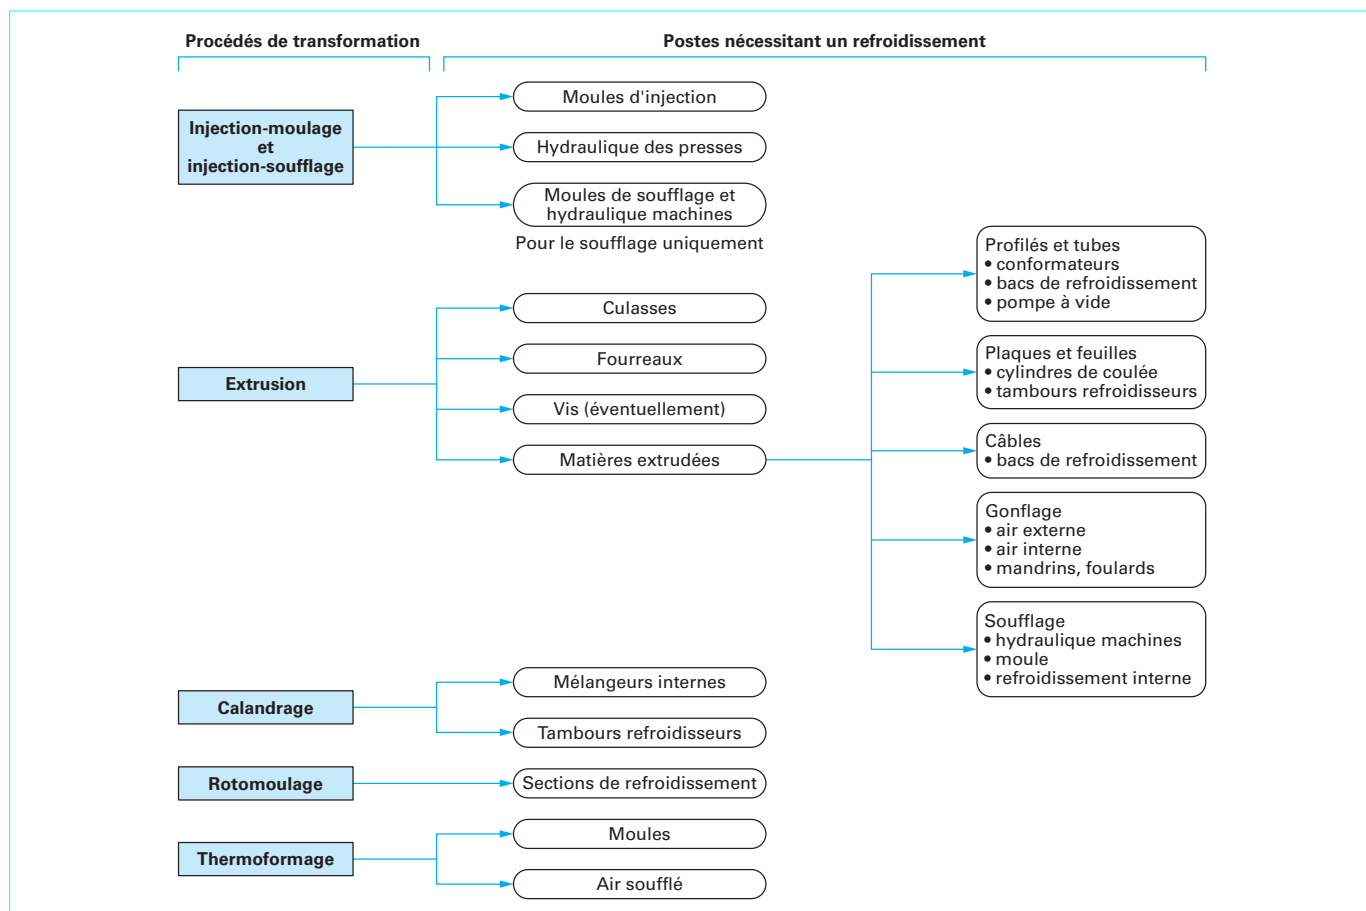 Procédés de transformation
Postes nécessitant un refroidissement
Injection-moulage
et
injection-soufflage
Moules d'injection
Hydraulique des presses
Moules de soufflage et
hydraulique machines
Pour le soufflage uniquement
Extrusion
Culasses
Fourreaux
Vis (éventuellement)
Matières extrudées
Profilés et tubes
• conformateurs
• bacs de refroidissement
• pompe à vide
Plaques et feuilles
• cylindres de coulée
• tambours refroidisseurs
Câbles
• bacs de refroidissement
Gonflage
• air externe
• air interne
• mandrins, foulards
Soufflage
• hydraulique machines
• moule
• refroidissement interne
Calandrage
Mélangeurs internes
Tambours refroidisseurs
Rotomoulage
Sections de refroidissement
Thermoformage
Moules
Air soufflé